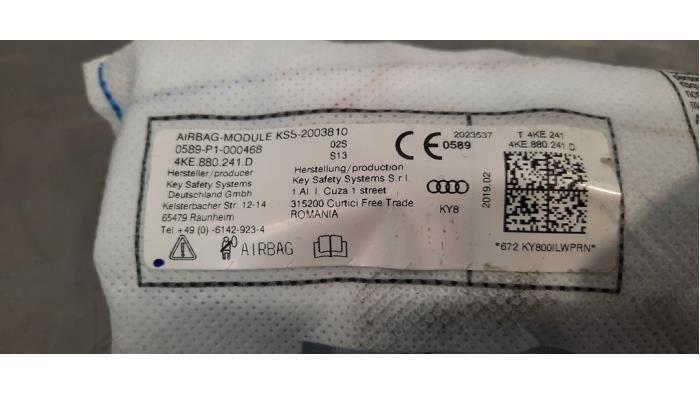 AIRBAG-MODULE KSS-2003810
0589-P1-000468 02S
4KE.880.241.D S13
Hersteller/producer
Key Safety Systems
Deutschland GmbH
Kelsterbacher Str. 12-14
65479 Raunheim
Tel +49 (0) -6142-923-4
AIRBAG
Herstellung/production
Key Safety Systems S.r.l.
1 Al. I. Cuza 1 street
315200 Curtici Free Trade
ROMANIA
CE 0589
KY8
2023537
2019.02
T 4KE 241
4KE.880.241.D
*672 KY800ILWPRN*